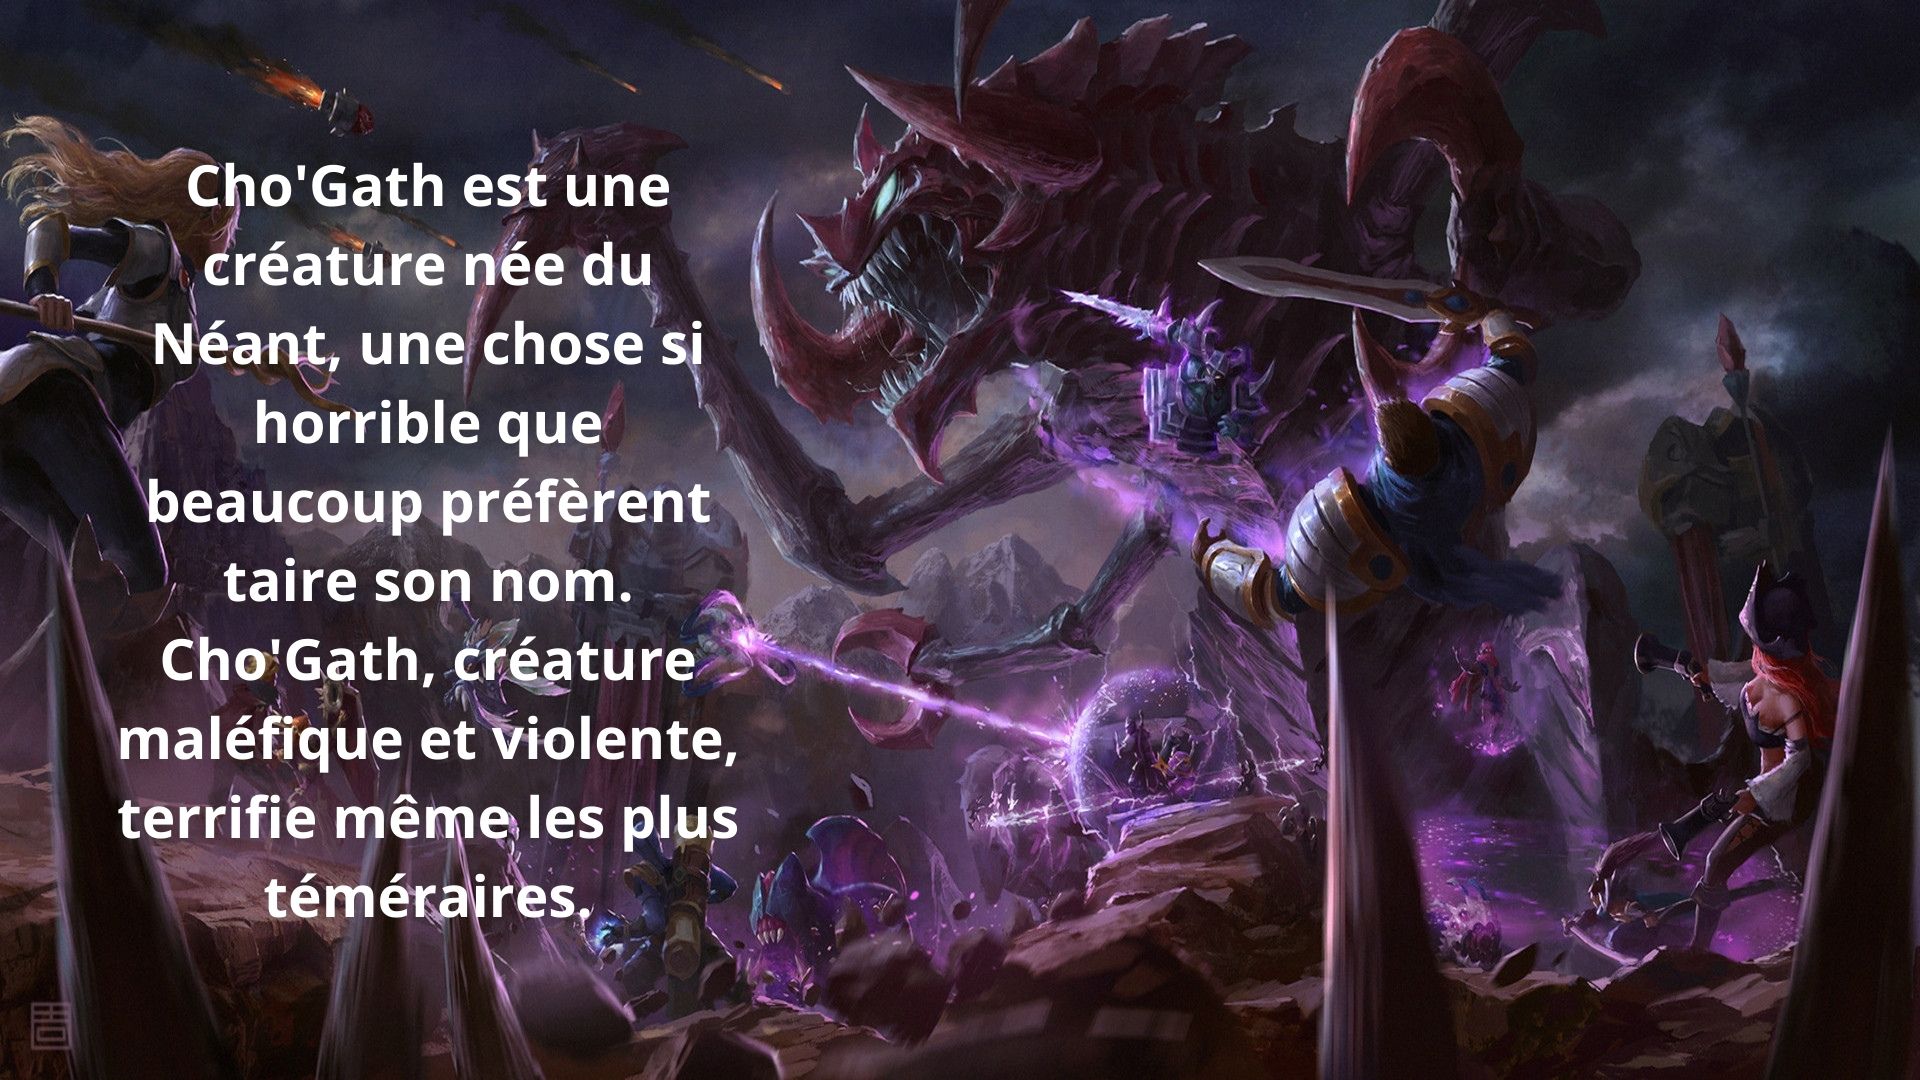 Cho'Gath est une
créature née du
Néant, une chose si
horrible que
beaucoup préfèrent
taire son nom.
Cho'Gath, créature
maléfique et violente,
terrifie même les plus
téméraires.